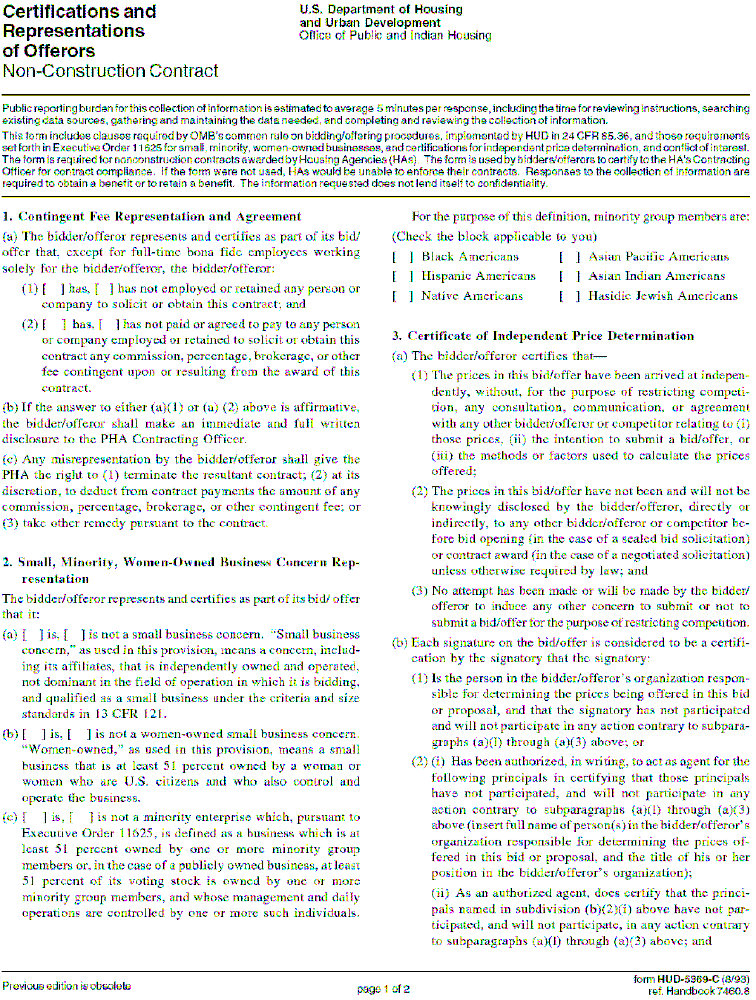 Certifications and
Representations
of Offerors
Non-Construction Contract
U.S. Department of Housing
and Urban Development
Office of Public and Indian Housing
Public reporting burden for this collection of information is estimated to average 5 minutes per response, including the time for reviewing instructions, searching
existing data sources, gathering and maintaining the data needed, and completing and reviewing the collection of information.
This form includes clauses required by OMB's common rule on bidding/offering procedures, implemented by HUD in 24 CFR 85.36, and those requirements
set forth in Executive Order 11625 for small, minority, women-owned businesses, and certifications for independent price determination, and conflict of interest.
The form is required for nonconstruction contracts awarded by Housing Agencies (HAs). The form is used by bidders/offerors to certify to the HA's Contracting
Officer for contract compliance. If the form were not used, HAs would be unable to enforce their contracts. Responses to the collection of information are
required to obtain a benefit or to retain a benefit. The information requested does not lend itself to confidentiality.
1. Contingent Fee Representation and Agreement
(a) The bidder/offeror represents and certifies as part of its bid/
offer that, except for full-time bona fide employees working
solely for the bidder/offeror, the bidder/offeror:
(1) [ ] has, [ ] has not employed or retained any person or
company to solicit or obtain this contract; and
(2) [ ] has, [ ] has not paid or agreed to pay to any person
or company employed or retained to solicit or obtain this
contract any commission, percentage, brokerage, or other
fee contingent upon or resulting from the award of this
contract.
(b) If the answer to either (a)(1) or (a) (2) above is affirmative,
the bidder/offeror shall make an immediate and full written
disclosure to the PHA Contracting Officer.
(c) Any misrepresentation by the bidder/offeror shall give the
PHA the right to (1) terminate the resultant contract; (2) at its
discretion, to deduct from contract payments the amount of any
commission, percentage, brokerage, or other contingent fee; or
(3) take other remedy pursuant to the contract.
2. Small, Minority, Women-Owned Business Concern Rep-
resentation
The bidder/offeror represents and certifies as part of its bid/ offer
that it:
(a) [ ] is, [ ] is not a small business concern. “Small business
concern,” as used in this provision, means a concern, includ-
ing its affiliates, that is independently owned and operated,
not dominant in the field of operation in which it is bidding,
and qualified as a small business under the criteria and size
standards in 13 CFR 121.
(b) [ ] is, [ ] is not a women-owned small business concern.
“Women-owned,” as used in this provision, means a small
business that is at least 51 percent owned by a woman or
women who are U.S. citizens and who also control and
operate the business.
(c) [ ] is, [ ] is not a minority enterprise which, pursuant to
Executive Order 11625, is defined as a business which is at
least 51 percent owned by one or more minority group
members or, in the case of a publicly owned business, at least
51 percent of its voting stock is owned by one or more
minority group members, and whose management and daily
operations are controlled by one or more such individuals.
For the purpose of this definition, minority group members are:
(Check the block applicable to you)
[ ] Black Americans [ ] Asian Pacific Americans
[ ] Hispanic Americans [ ] Asian Indian Americans
[ ] Native Americans [ ] Hasidic Jewish Americans
3. Certificate of Independent Price Determination
(a) The bidder/offeror certifies that—
(1) The prices in this bid/offer have been arrived at indepen-
dently, without, for the purpose of restricting competi-
tion, any consultation, communication, or agreement
with any other bidder/offeror or competitor relating to (i)
those prices, (ii) the intention to submit a bid/offer, or
(iii) the methods or factors used to calculate the prices
offered;
(2) The prices in this bid/offer have not been and will not be
knowingly disclosed by the bidder/offeror, directly or
indirectly, to any other bidder/offeror or competitor be-
fore bid opening (in the case of a sealed bid solicitation)
or contract award (in the case of a negotiated solicitation)
unless otherwise required by law; and
(3) No attempt has been made or will be made by the bidder/
offeror to induce any other concern to submit or not to
submit a bid/offer for the purpose of restricting competition.
(b) Each signature on the bid/offer is considered to be a certifi-
cation by the signatory that the signatory:
(1) Is the person in the bidder/offeror's organization respon-
sible for determining the prices being offered in this bid
or proposal, and that the signatory has not participated
and will not participate in any action contrary to subpara-
graphs (a)(l) through (a)(3) above; or
(2) (i) Has been authorized, in writing, to act as agent for the
following principals in certifying that those principals
have not participated, and will not participate in any
action contrary to subparagraphs (a)(l) through (a)(3)
above (insert full name of person(s) in the bidder/offeror's
organization responsible for determining the prices of-
fered in this bid or proposal, and the title of his or her
position in the bidder/offeror's organization);
(ii) As an authorized agent, does certify that the princi-
pals named in subdivision (b)(2)(i) above have not par-
ticipated, and will not participate, in any action contrary
to subparagraphs (a)(l) through (a)(3) above; and
Previous edition is obsolete
page 1 of 2
form HUD-5369-C (8/93)
ref. Handbook 7460.8